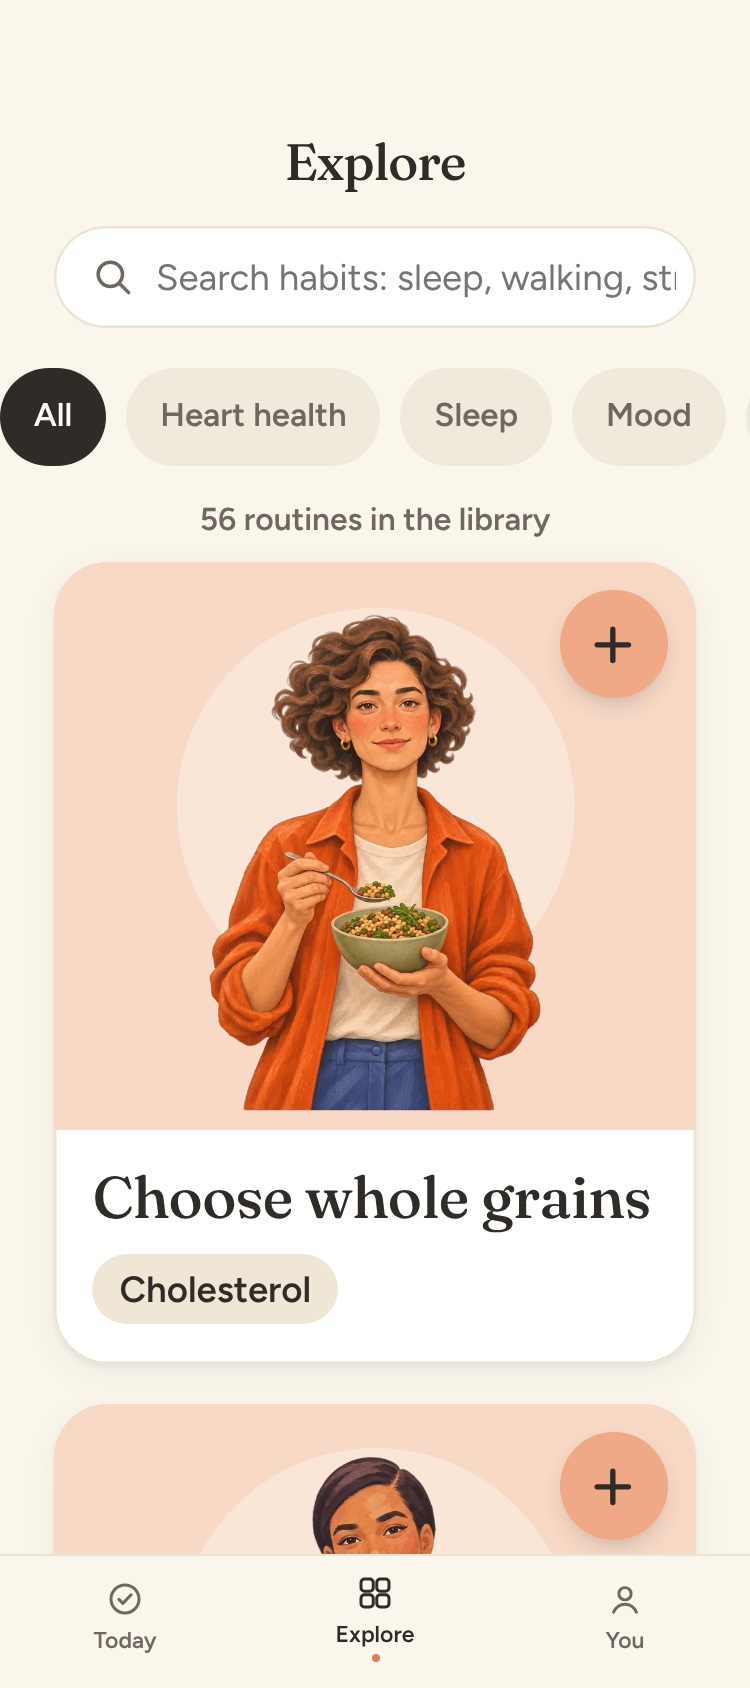 Explore
Search habits: sleep, walking, str
All
Heart health
Sleep
Mood
56 routines in the library
Choose whole grains
Cholesterol
Today
Explore
You